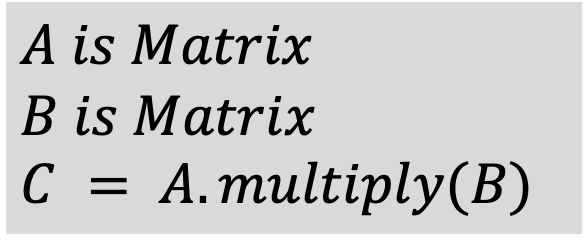 A is Matrix
B is Matrix
C = A.multiply(B)